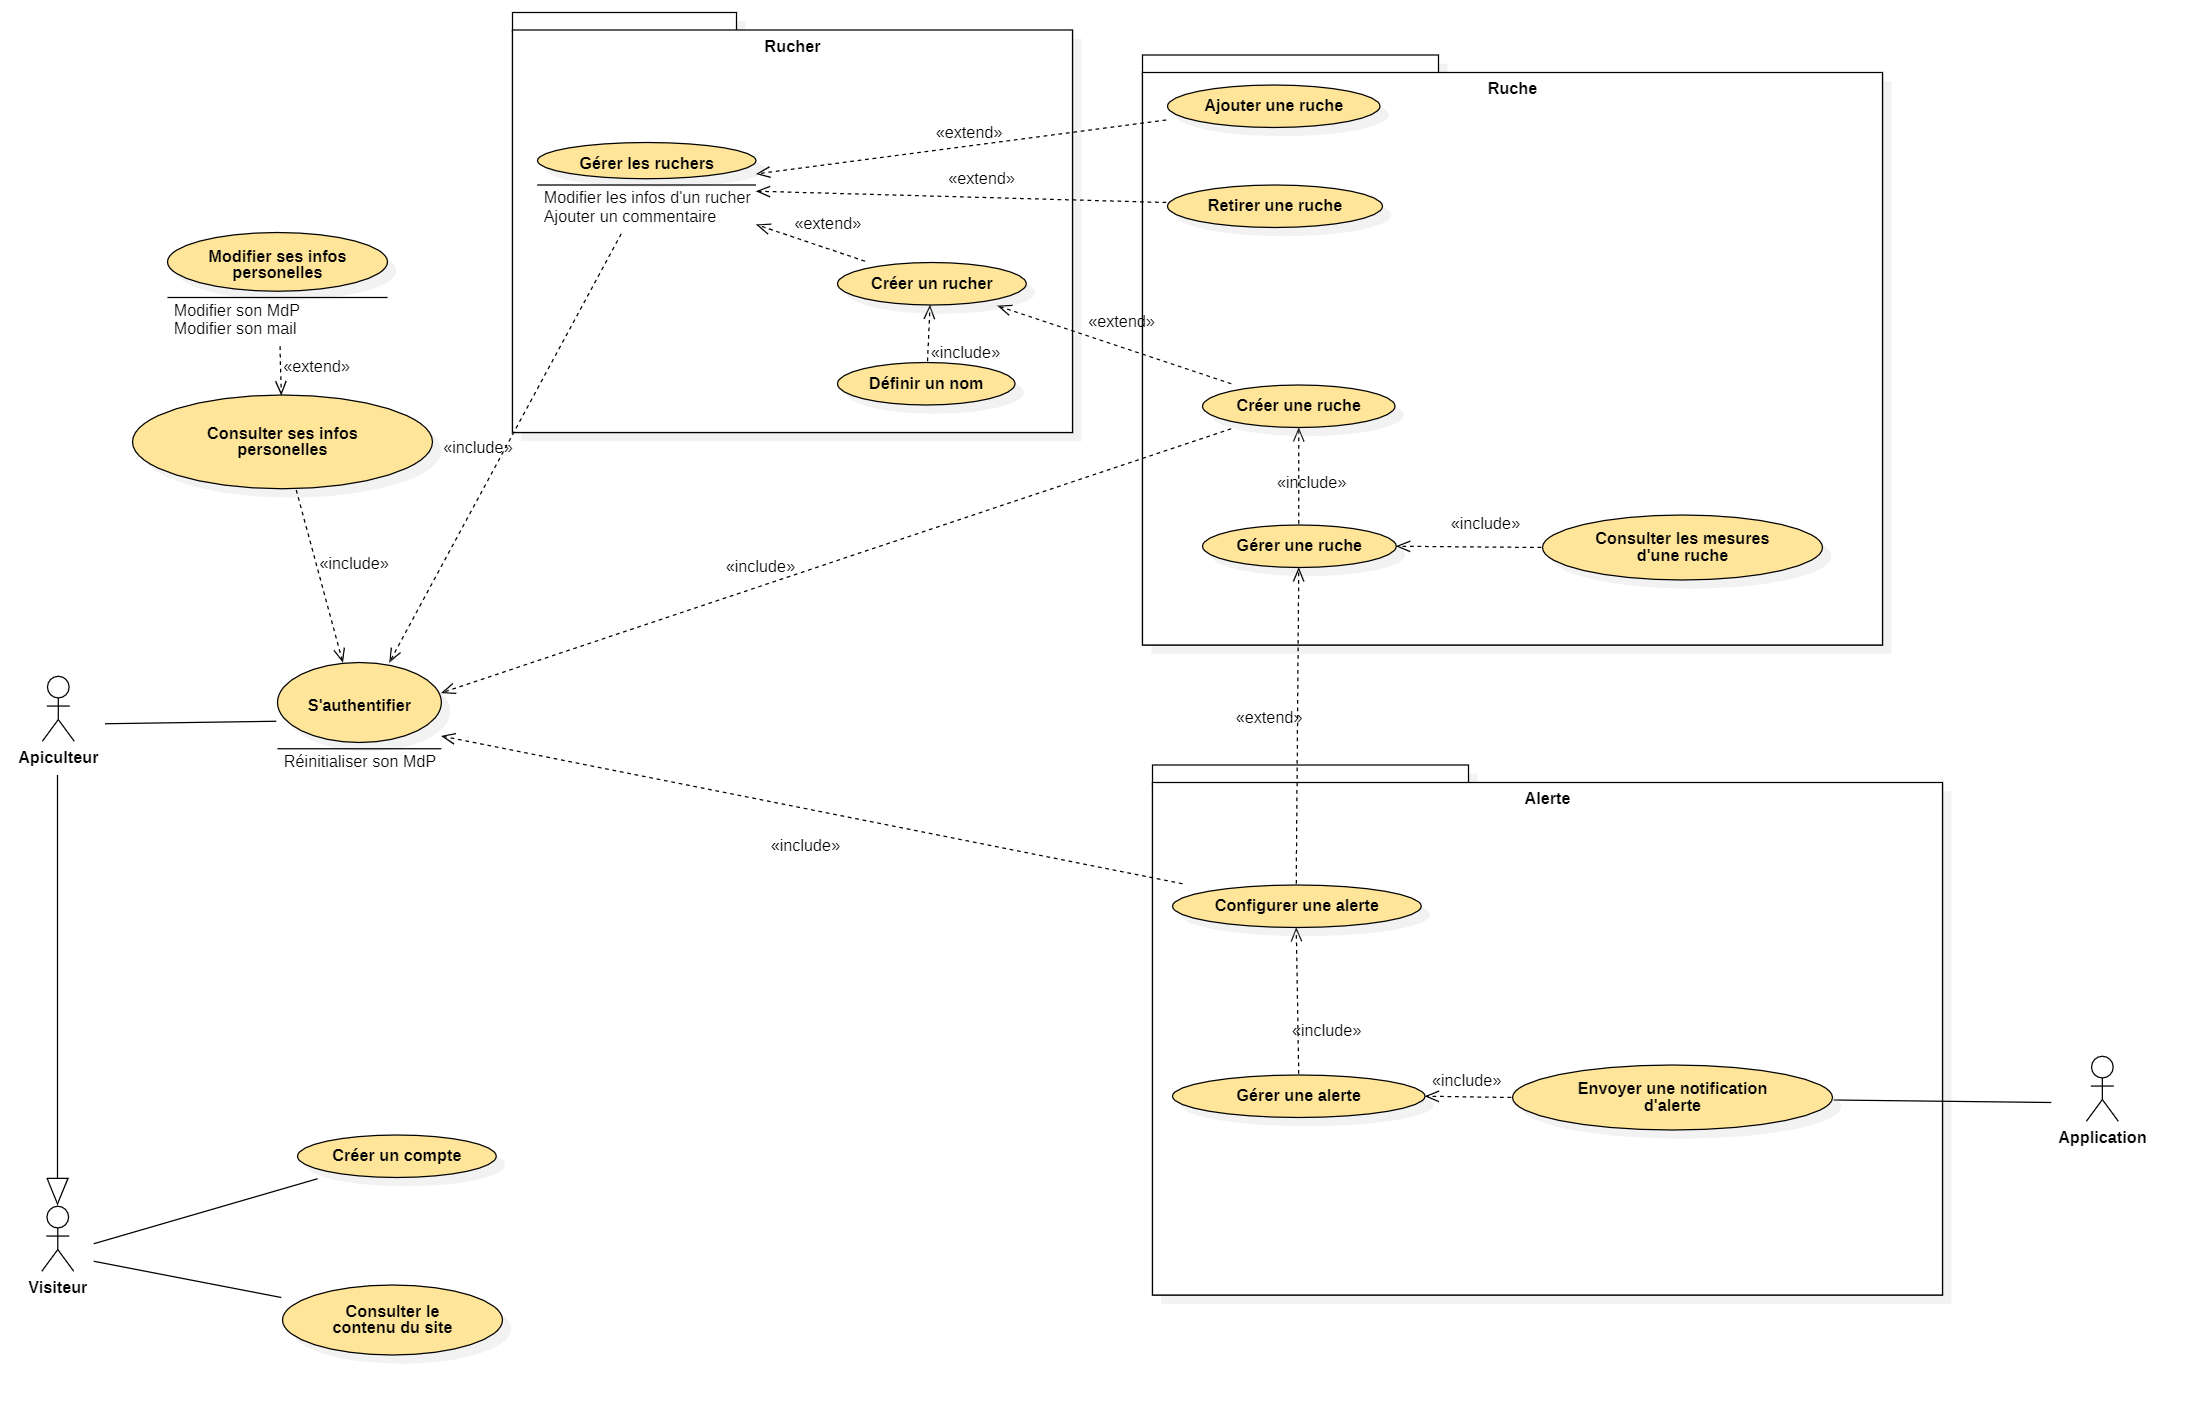 Rucher
Ruche
Ajouter une ruche
«extend»
Gérer les ruchers
Modifier les infos d'un rucher
Ajouter un commentaire
«extend»
Retirer une ruche
«extend»
Modifier ses infos
personelles
Modifier son MdP
Modifier son mail
Créer un rucher
«extend»
«include»
«extend»
Définir un nom
Créer une ruche
Consulter ses infos
personelles
«include»
«include»
«include»
Gérer une ruche
Consulter les mesures
d'une ruche
«include»
«include»
S'authentifier
Réinitialiser son MdP
Apiculteur
«extend»
Alerte
«include»
Configurer une alerte
«include»
«include»
Gérer une alerte
Envoyer une notification
d'alerte
Application
Créer un compte
Visiteur
Consulter le
contenu du site